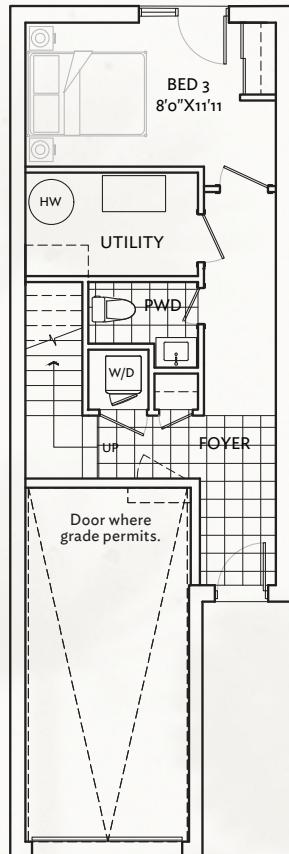 BED 3
8'0"X11'11
HW
UTILITY
PWD
W/D
UP
FOYER
Door where
grade permits.